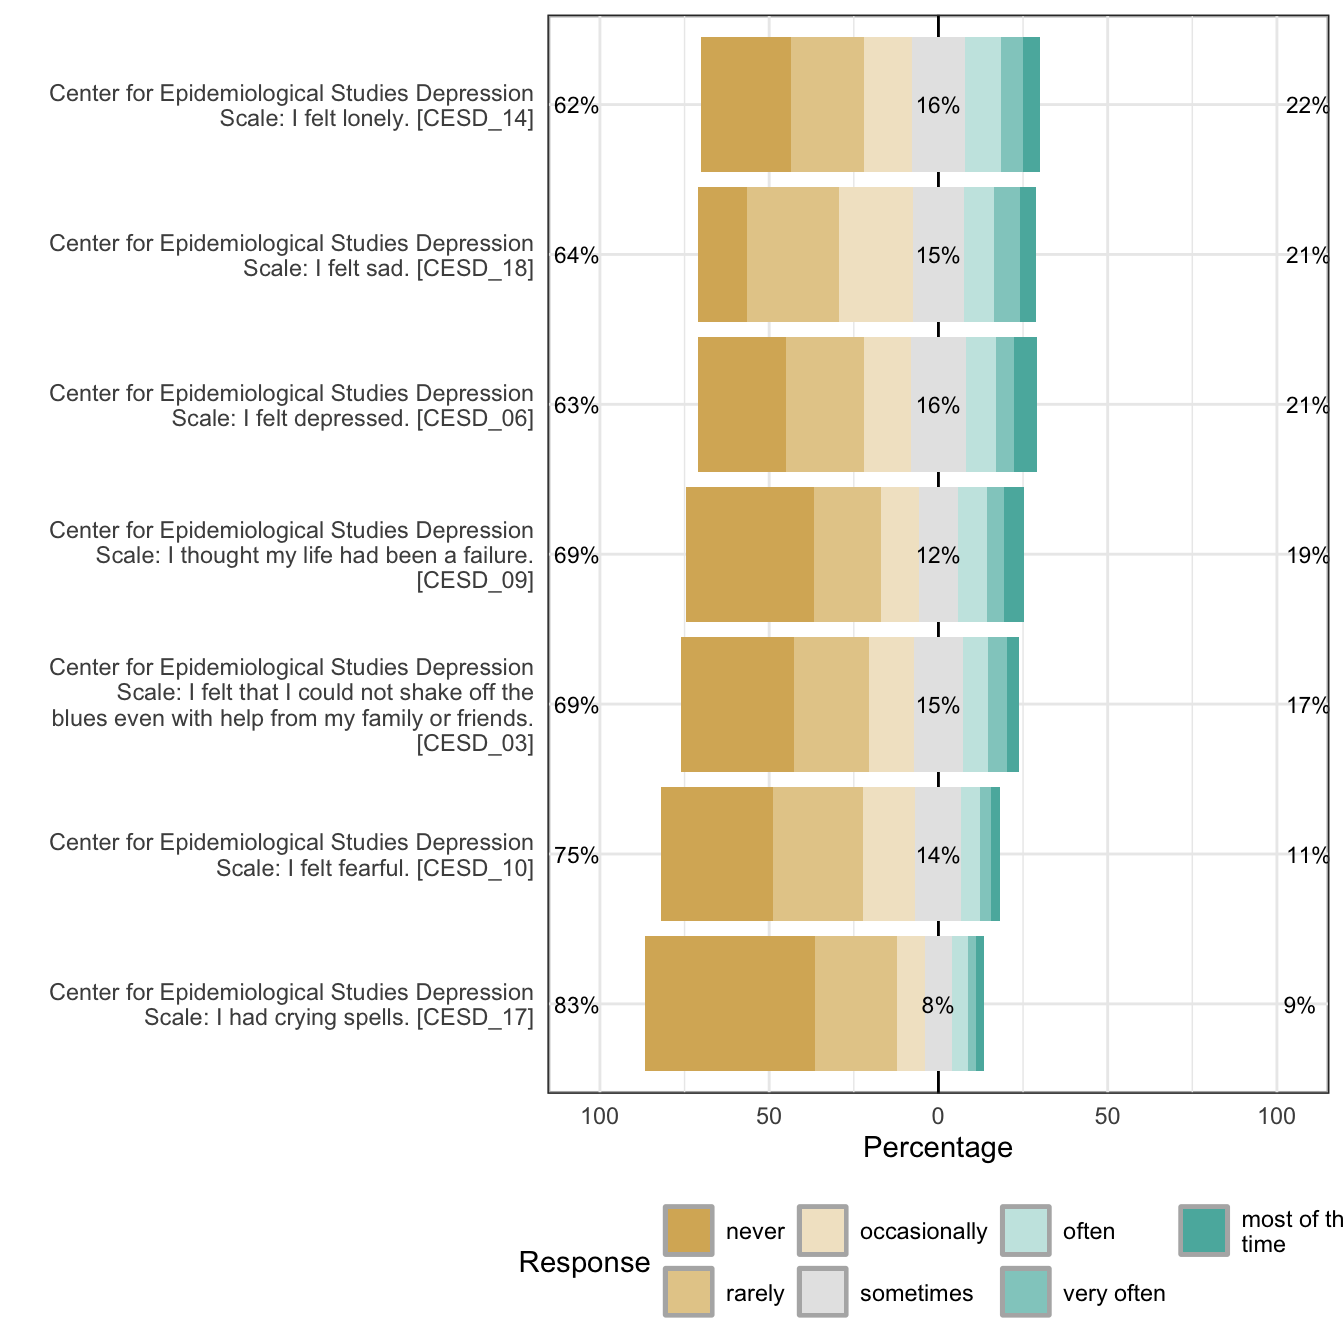 Center for Epidemiological Studies Depression
Scale: I felt lonely. [CESD_14]
62%
16%
22%
Center for Epidemiological Studies Depression
Scale: I felt sad. [CESD_18]
64%
15%
21%
Center for Epidemiological Studies Depression
Scale: I felt depressed. [CESD_06]
63%
16%
21%
Center for Epidemiological Studies Depression
Scale: I thought my life had been a failure.
[CESD_09]
69%
12%
19%
Center for Epidemiological Studies Depression
Scale: I felt that I could not shake off the
blues even with help from my family or friends.
[CESD_03]
69%
15%
17%
Center for Epidemiological Studies Depression
Scale: I felt fearful. [CESD_10]
75%
14%
11%
Center for Epidemiological Studies Depression
Scale: I had crying spells. [CESD_17]
83%
8%
9%
100 50 0 50 100
Percentage
Response
never occasionally often most of th
time
rarely sometimes very often